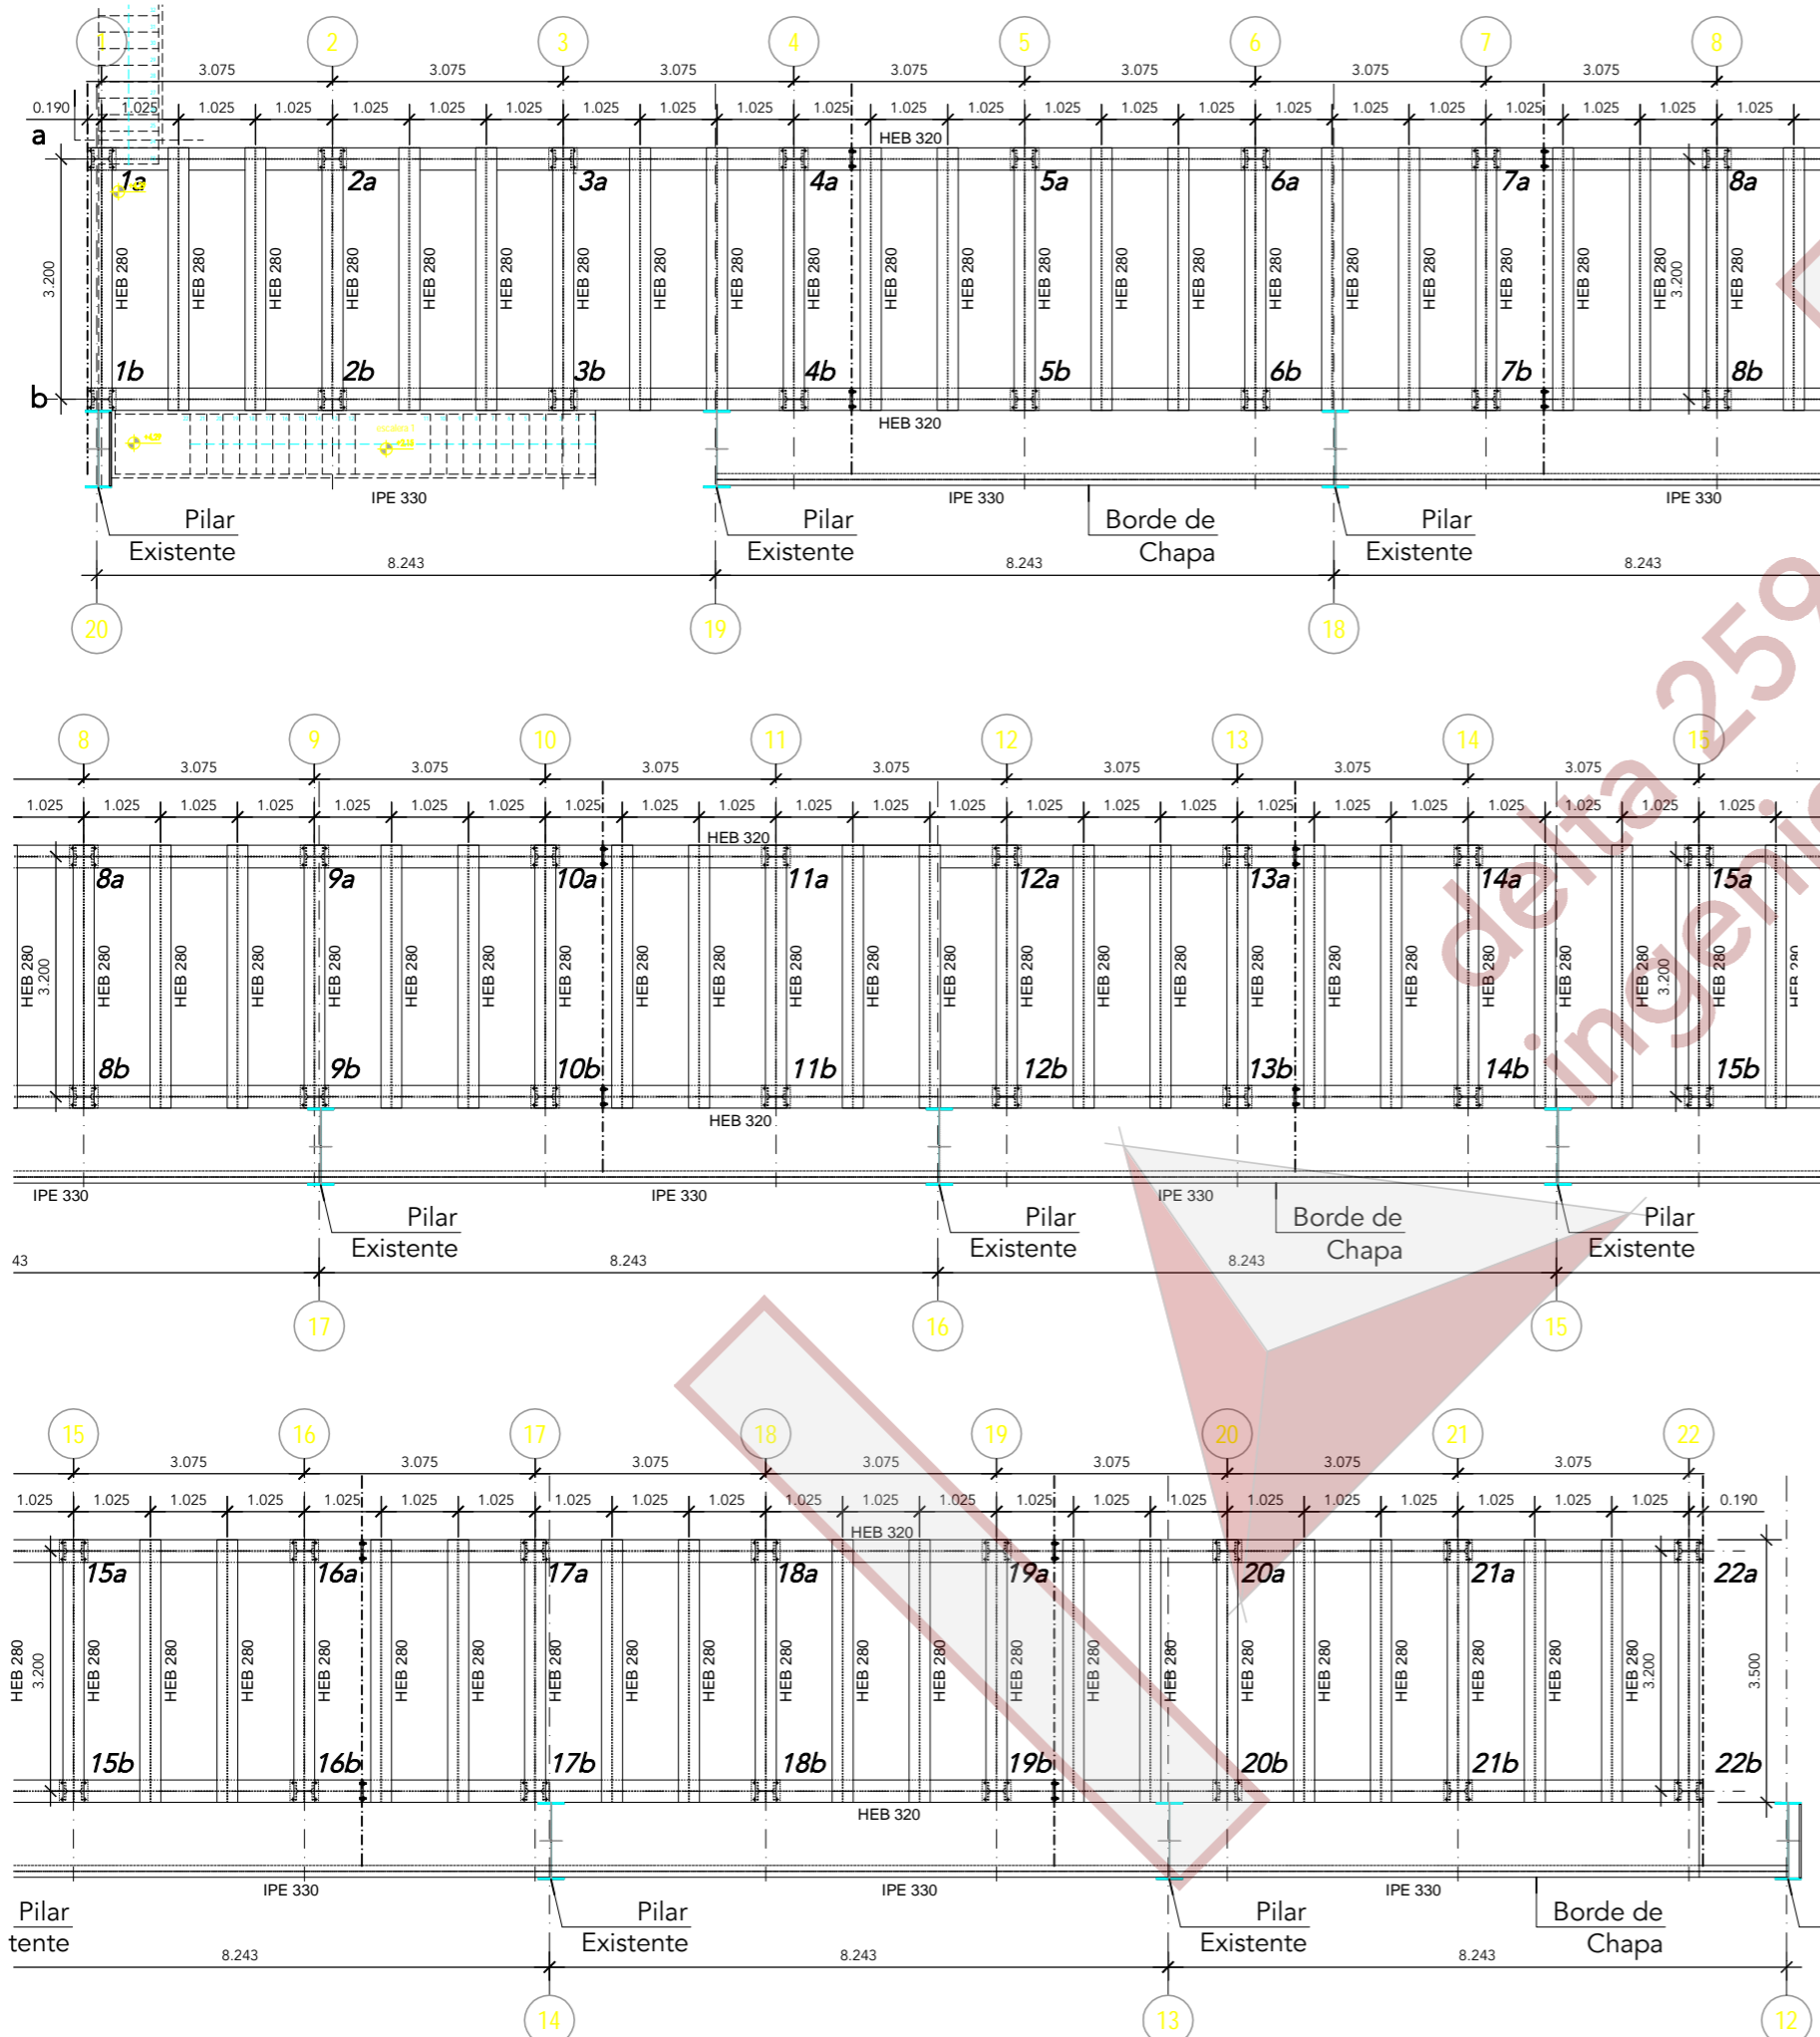 1 2 3 4 5 6 7 8
3.075 3.075 3.075 3.075 3.075 3.075 3.075
0.190 1.025 1.025 1.025 1.025 1.025 1.025 1.025 1.025 1.025 1.025 1.025 1.025 1.025 1.025 1.025 1.025 1.025 1.025 1.025 1.025 1.025 1.025
a HEB 320
1a 2a 3a 4a 5a 6a 7a 8a
3.200 HEB 280 HEB 280 HEB 280 HEB 280 HEB 280 HEB 280 HEB 280 HEB 280 HEB 280 HEB 280 HEB 280 HEB 280 HEB 280 HEB 280 HEB 280 HEB 280 HEB 280 HEB 280 HEB 280 HEB 280 HEB 280 3.200 HEB 280
1b 2b 3b 4b 5b 6b 7b 8b
b
HEB 320
IPE 330 IPE 330 IPE 330
Pilar Pilar Borde de Pilar
Existente Existente Chapa Existente
8.243 8.243 8.243
20 19 18
delta 259
ingenie
8 9 10 11 12 13 14 15
3.075 3.075 3.075 3.075 3.075 3.075 3.075
1.025 1.025 1.025 1.025 1.025 1.025 1.025 1.025 1.025 1.025 1.025 1.025 1.025 1.025 1.025 1.025 1.025 1.025 1.025 1.025 1.025 1.025 1.025
HEB 320
8a 9a 10a 11a 12a 13a 14a 15a
HEB 280 3.200 HEB 280 HEB 280 HEB 280 HEB 280 HEB 280 HEB 280 HEB 280 HEB 280 HEB 280 HEB 280 HEB 280 HEB 280 HEB 280 HEB 280 HEB 280 HEB 280 HEB 280 HEB 280 HEB 280 HEB 280 HEB 280 3.200 HEB 280 HEB 280
8b 9b 10b 11b 12b 13b 14b 15b
HEB 320
IPE 330 IPE 330 IPE 330
Pilar Pilar Borde de Pilar
Existente Existente Chapa Existente
43 8.243 8.243
17 16 15
15 16 17 18 19 20 21 22
3.075 3.075 3.075 3.075 3.075 3.075 3.075
1.025 1.025 1.025 1.025 1.025 1.025 1.025 1.025 1.025 1.025 1.025 1.025 1.025 1.025 1.025 1.025 1.025 1.025 1.025 1.025 1.025 1.025 0.190
HEB 320
15a 16a 17a 18a 19a 20a 21a 22a
HEB 280 3.200 HEB 280 HEB 280 HEB 280 HEB 280 HEB 280 HEB 280 HEB 280 HEB 280 HEB 280 HEB 280 HEB 280 HEB 280 HEB 280 HEB 280 HEB 280 HEB 280 HEB 280 HEB 280 HEB 280 HEB 280 HEB 280 3.200 3.500
15b 16b 17b 18b 19b 20b 21b 22b
HEB 320
IPE 330 IPE 330 IPE 330
Pilar Pilar Pilar Borde de
tente Existente Existente Chapa
8.243 8.243 8.243
14 13 12